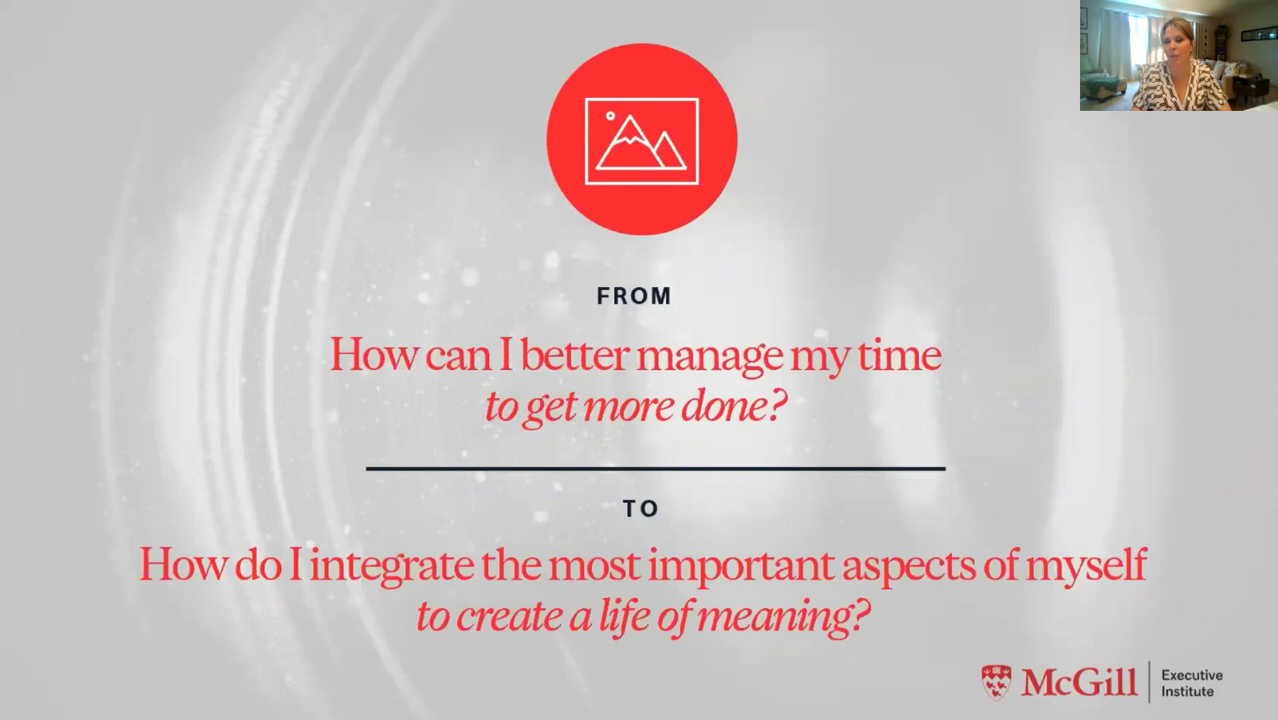 FROM
How can I better manage my time
to get more done?
TO
How do I integrate the most important aspects of myself
to create a life of meaning?
McGill
Executive
Institute